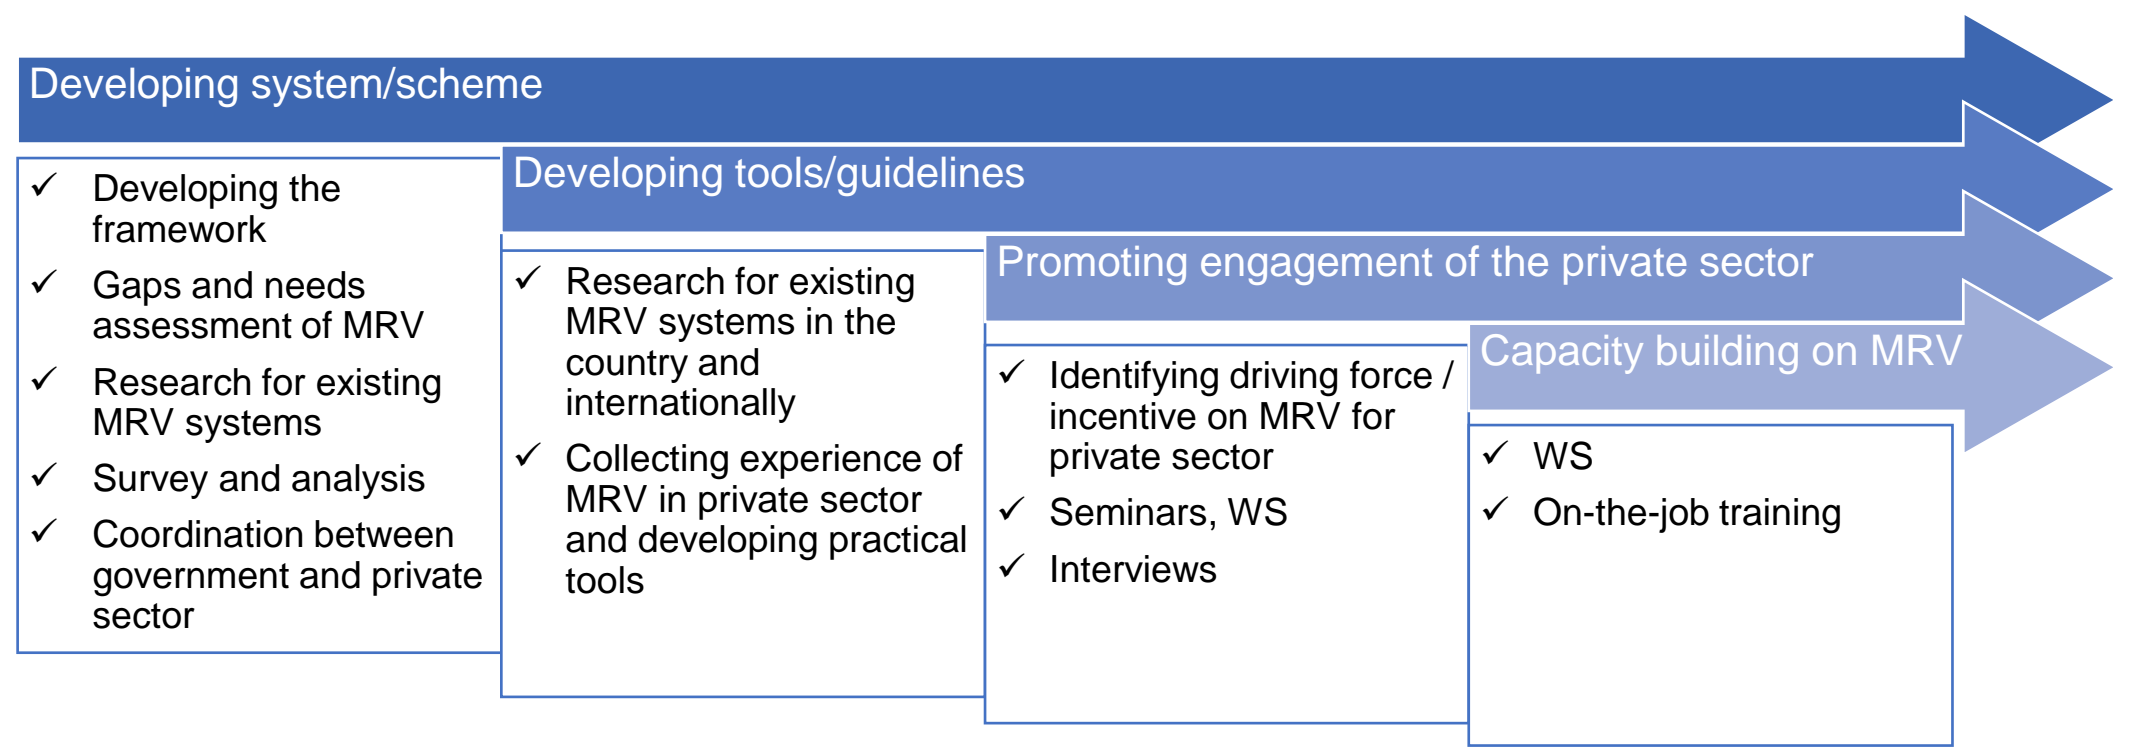 Developing system/scheme
✓ Developing the
framework
✓ Gaps and needs
assessment of MRV
✓ Research for existing
MRV systems
✓ Survey and analysis
✓ Coordination between
government and private
sector
Developing tools/guidelines
✓ Research for existing
MRV systems in the
country and
internationally
✓ Collecting experience of
MRV in private sector
and developing practical
tools
Promoting engagement of the private sector
✓ Identifying driving force /
incentive on MRV for
private sector
✓ Seminars, WS
✓ Interviews
Capacity building on MRV
✓ WS
✓ On-the-job training